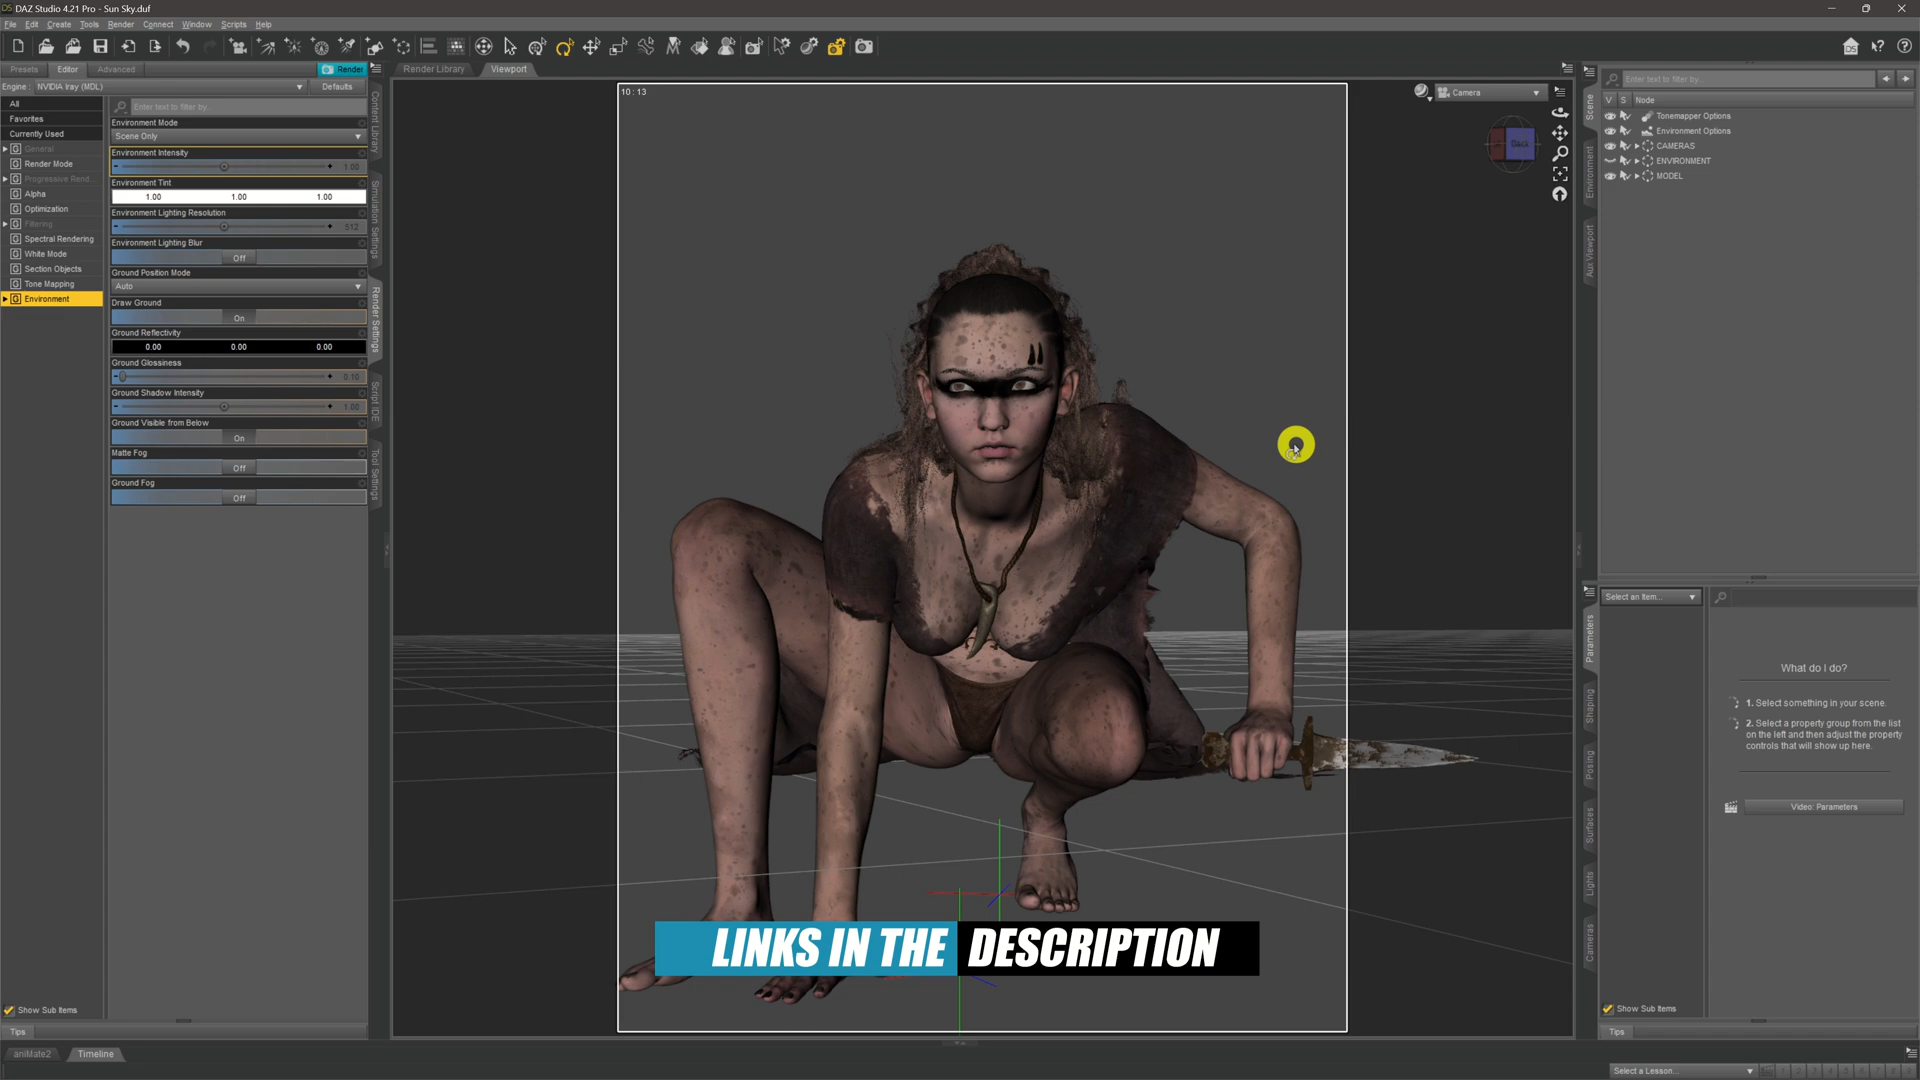 DAZ Studio 4.21 Pro - Sun Sky.duf
File Edit Create Tools Render Connect Window Scripts Help
Presets Editor Advanced Render
Render Library Viewport
Engine : NVIDIA Iray (MDL) Defaults
All
Favorites
Currently Used
General
Render Mode
Progressive Rend...
Alpha
Optimization
Filtering
Spectral Rendering
White Mode
Section Objects
Tone Mapping
Environment
Enter text to filter by...
Environment Mode
Scene Only
Environment Intensity
1.00
Environment Tint
1.00 1.00 1.00
Environment Lighting Resolution
512
Environment Lighting Blur
Off
Ground Position Mode
Auto
Draw Ground
On
Ground Reflectivity
0.00 0.00 0.00
Ground Glossiness
0.10
Ground Shadow Intensity
1.00
Ground Visible from Below
On
Matte Fog
Off
Ground Fog
Off
Show Sub Items
Tips
Content Library
Simulation Settings
Render Settings
Script IDE
Tool Settings
10 : 13
Camera
LINKS IN THE DESCRIPTION
Scene
Environment
Aux Viewport
Enter text to filter by...
V S Node
Tonemapper Options
Environment Options
CAMERAS
ENVIRONMENT
MODEL
Parameters
Shaping
Posing
Surfaces
Lights
Cameras
Select an Item...
What do I do?
1. Select something in your scene.
2. Select a property group from the list
on the left and then adjust the property
controls that will show up here.
Video: Parameters
Show Sub Items
Tips
aniMate2 Timeline
Select a Lesson...